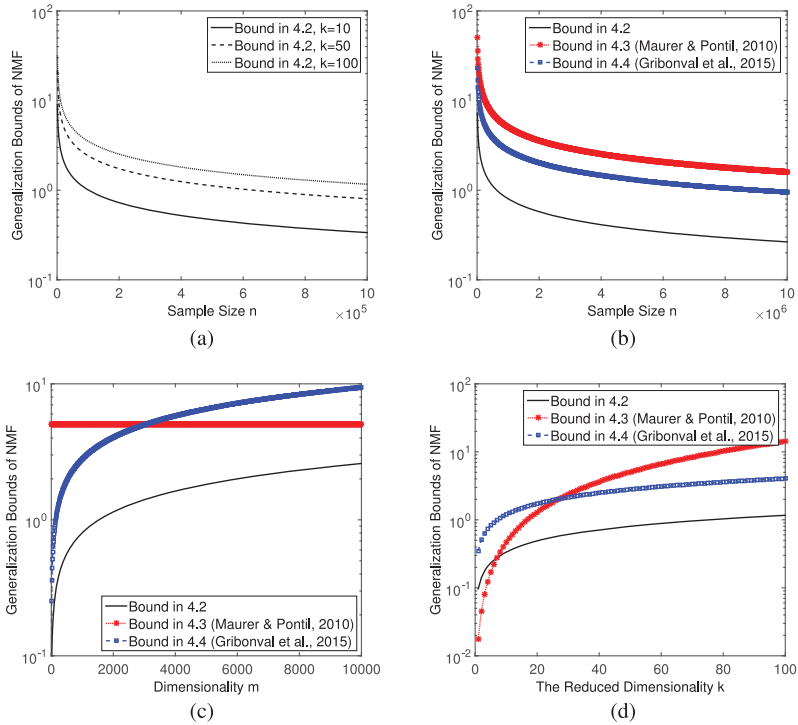 Generalization Bounds of NMF
10^2
10^1
10^0
10^-1
Bound in 4.2, k=10
Bound in 4.2, k=50
Bound in 4.2, k=100
0 2 4 6 8 10
Sample Size n ×10^5
(a)
Generalization Bounds of NMF
10^2
10^1
10^0
10^-1
Bound in 4.2
Bound in 4.3 (Maurer & Pontil, 2010)
Bound in 4.4 (Gribonval et al., 2015)
0 2 4 6 8 10
Sample Size n ×10^6
(b)
Generalization Bounds of NMF
10^1
10^0
10^-1
Bound in 4.2
Bound in 4.3 (Maurer & Pontil, 2010)
Bound in 4.4 (Gribonval et al., 2015)
0 2000 4000 6000 8000 10000
Dimensionality m
(c)
Generalization Bounds of NMF
10^2
10^1
10^0
10^-1
10^-2
Bound in 4.2
Bound in 4.3 (Maurer & Pontil, 2010)
Bound in 4.4 (Gribonval et al., 2015)
0 20 40 60 80 100
The Reduced Dimensionality k
(d)